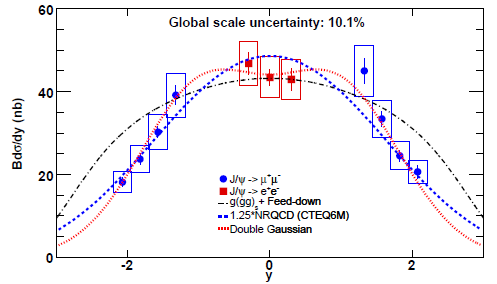 Global scale uncertainty: 10.1%
60
40
20
0
Bdσ/dy (nb)
J/ψ -> μ⁺μ⁻
J/ψ -> e⁺e⁻
g(gg)₈ + Feed-down
1.25*NRQCD (CTEQ6M)
Double Gaussian
-2 0 2
y